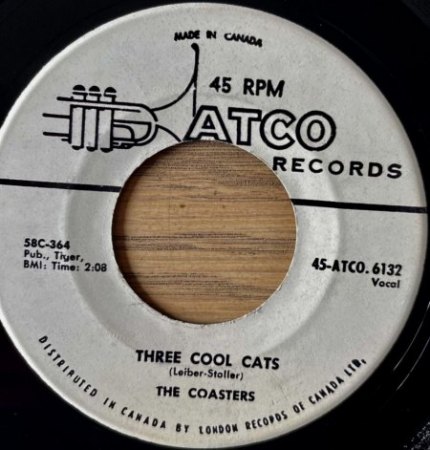 MADE IN CANADA
45 RPM
ATCO
RECORDS
58C-364
Pub., Tiger,
BMI: Time: 2:08
45-ATCO. 6132
Vocal
THREE COOL CATS
(Leiber-Stoller)
THE COASTERS
DISTRIBUTED IN CANADA BY LONDON RECORDS OF CANADA LTD.